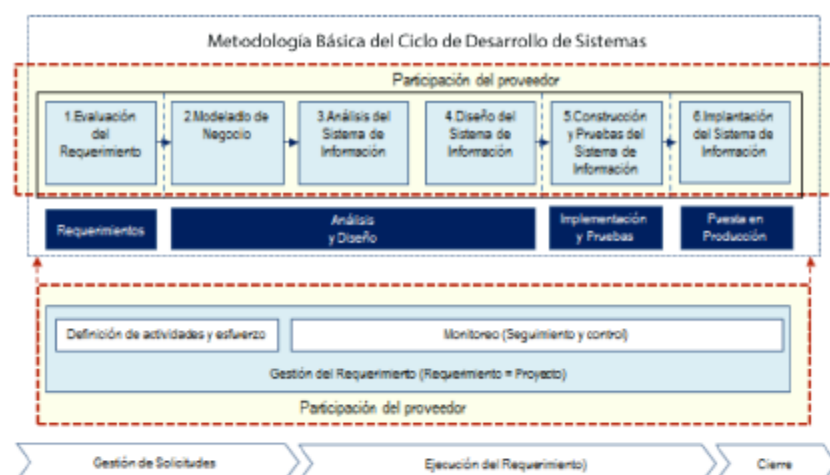 Metodología Básica del Ciclo de Desarrollo de Sistemas
Participación del proveedor
1.Evaluación
del
Requerimiento
2.Modelado de
Negocio
3.Análisis del
Sistema de
Información
4.Diseño del
Sistema de
Información
5.Construcción
y Pruebas del
Sistema de
Información
6.Implantación
del Sistema de
Información
Requerimientos
Análisis
y Diseño
Implementación
y Pruebas
Puesta en
Producción
Definición de actividades y esfuerzo
Monitoreo (Seguimiento y control)
Gestión del Requerimiento (Requerimiento = Proyecto)
Participación del proveedor
Gestión de Solicitudes
Ejecución del Requerimiento)
Cierre